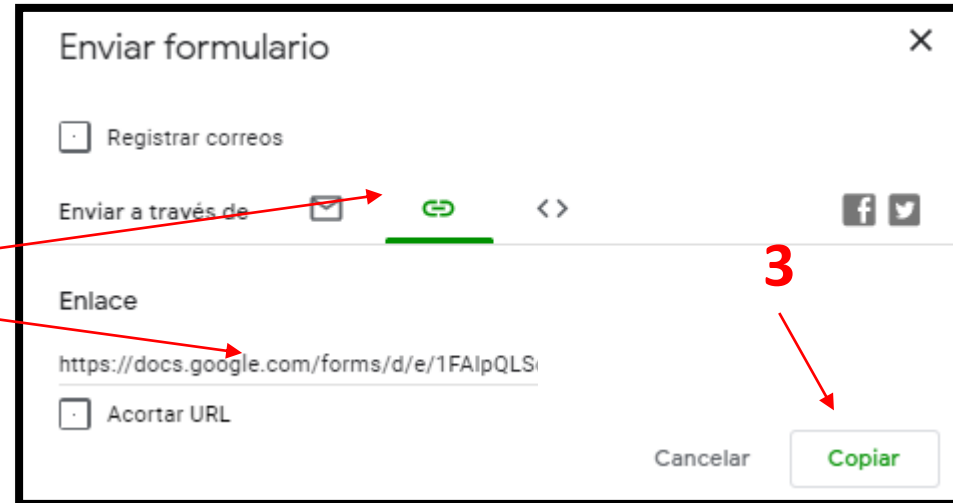 Enviar formulario
Registrar correos
Enviar a través de
3
Enlace
https://docs.google.com/forms/d/e/1FAIpQLS
Acortar URL
Cancelar
Copiar